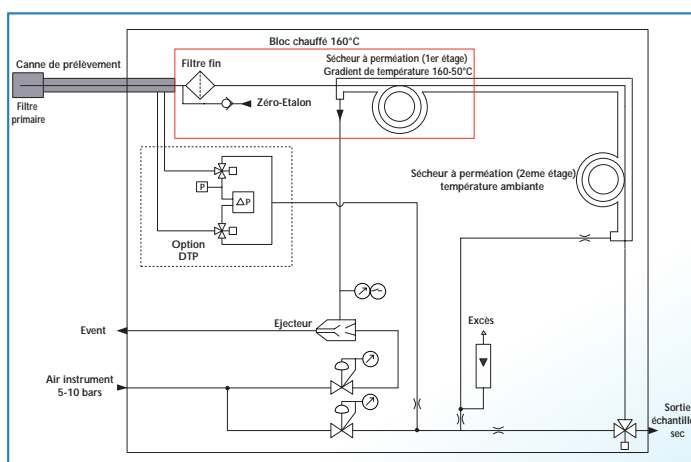 Bloc chauffé 160°C
Canne de prélèvement
Filtre fin
Sécheur à perméation (1er étage)
Gradient de température 160-50°C
Filtre
primaire
Zéro-Etalon
Sécheur à perméation (2eme étage)
température ambiante
P
△P
Option
DTP
Event
Ejecteur
Excès
Air instrument
5-10 bars
Sortie
échantillon
sec